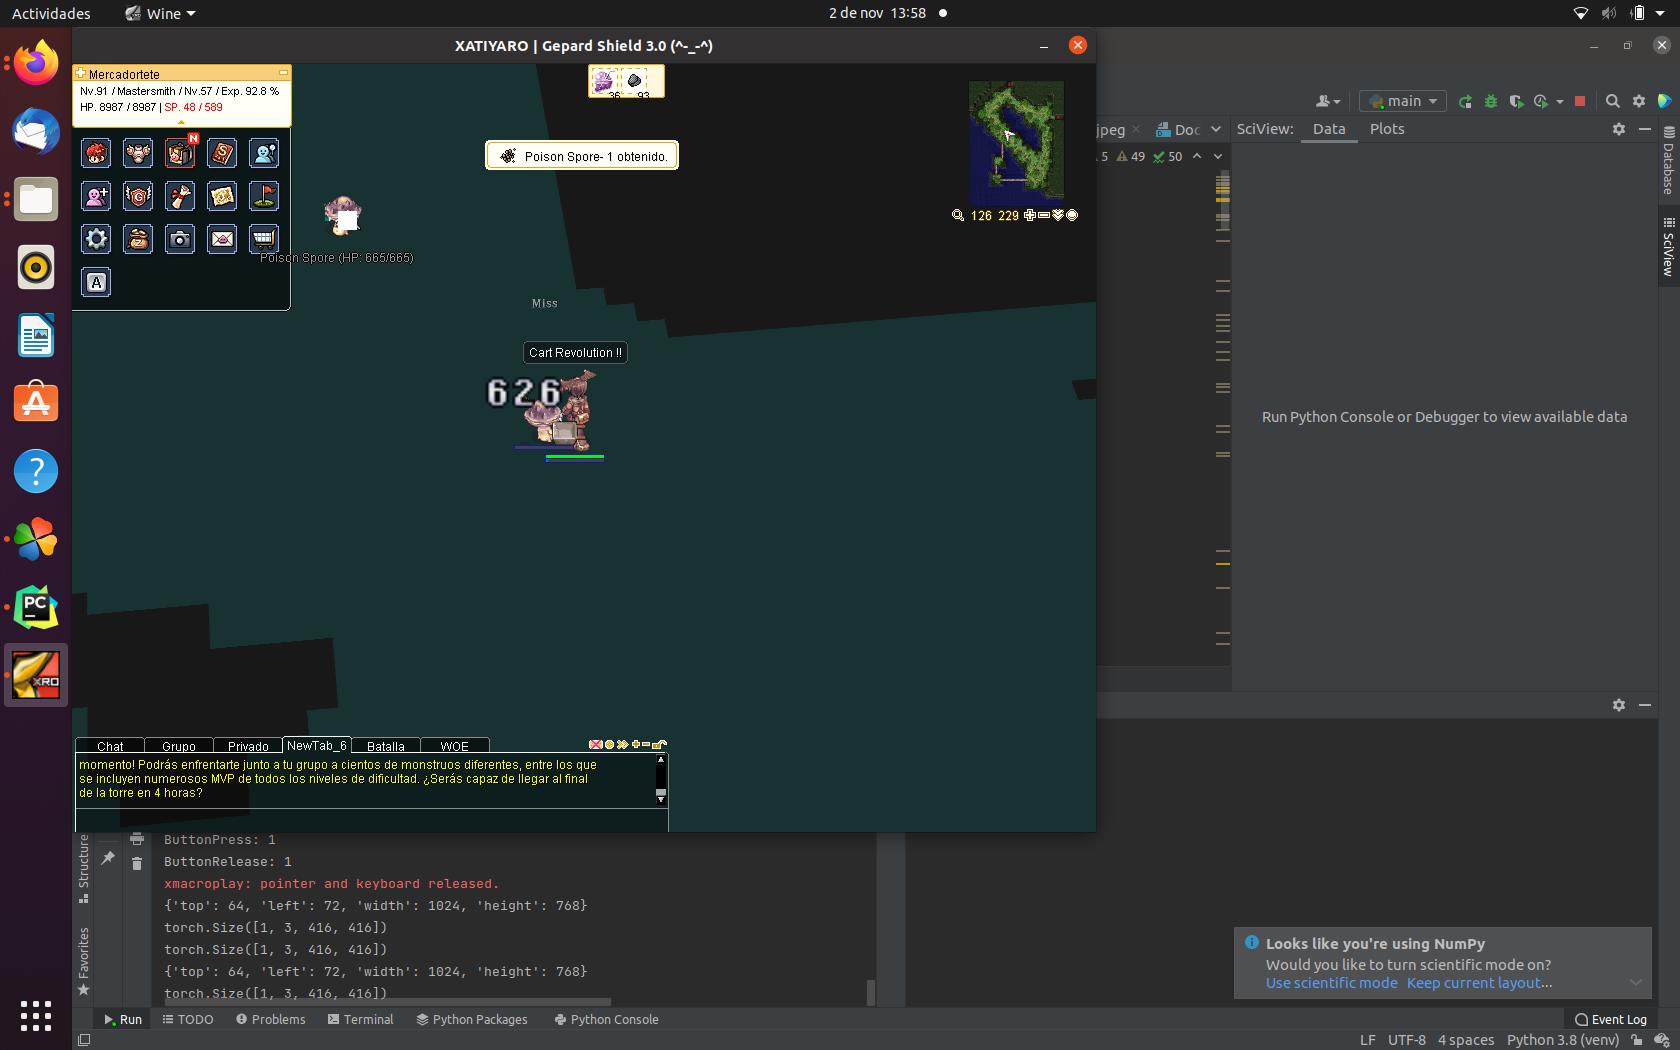 Actividades
Wine
2 de nov 13:58
XATIYARO | Gepard Shield 3.0 (^-_-^)
Mercadortete
Nv.91 / Mastersmith / Nv.57 / Exp. 92.8 %
HP. 8987 / 8987 | SP. 48 / 589
N
A
36
93
Poison Spore- 1 obtenido.
126 229
Poison Spore (HP: 665/665)
Miss
Cart Revolution !!
626
Chat
Grupo
Privado
NewTab_6
Batalla
WOE
momento! Podrás enfrentarte junto a tu grupo a cientos de monstruos diferentes, entre los que
se incluyen numerosos MVP de todos los niveles de dificultad. ¿Serás capaz de llegar al final
de la torre en 4 horas?
main
jpeg
Doc
SciView:
Data
Plots
5
49
50
Database
SciView
Run Python Console or Debugger to view available data
XRO
PC
ButtonPress: 1
ButtonRelease: 1
xmacroplay: pointer and keyboard released.
{'top': 64, 'left': 72, 'width': 1024, 'height': 768}
torch.Size([1, 3, 416, 416])
torch.Size([1, 3, 416, 416])
{'top': 64, 'left': 72, 'width': 1024, 'height': 768}
torch.Size([1, 3, 416, 416])
Structure
Favorites
Looks like you're using NumPy
Would you like to turn scientific mode on?
Use scientific mode Keep current layout...
Run
TODO
Problems
Terminal
Python Packages
Python Console
Event Log
LF
UTF-8
4 spaces
Python 3.8 (venv)